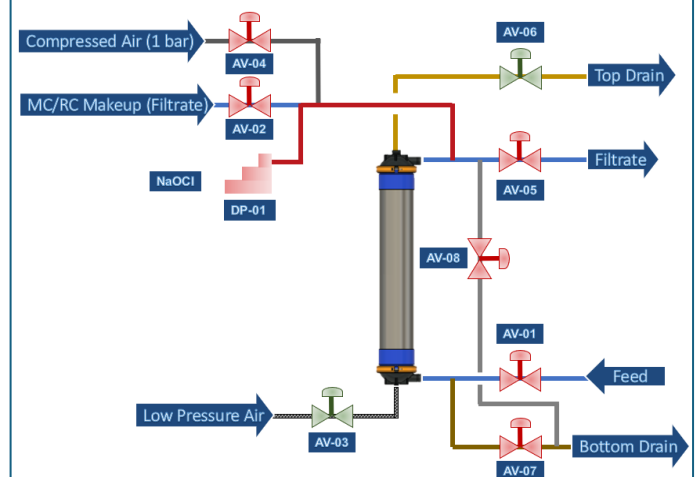 AV-06
Compressed Air (1 bar)
AV-04
Top Drain
MC/RC Makeup (Filtrate)
AV-02
NaOCl
DP-01
Filtrate
AV-05
AV-08
AV-01
Feed
Low Pressure Air
AV-03
Bottom Drain
AV-07